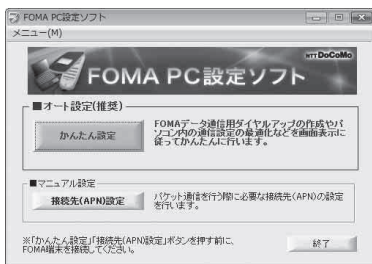 FOMA PC設定ソフト
メニュー(M)
NTT DoCoMo
FOMA PC設定ソフト
■オート設定(推奨)
かんたん設定
FOMAデータ通信用ダイヤルアップの作成やパ
ソコン内の通信設定の最適化などを画面表示に
従ってかんたんに行います。
■マニュアル設定
接続先(APN)設定
パケット通信を行う際に必要な接続先(APN)の設定
を行います。
※「かんたん設定」「接続先(APN)設定」ボタンを押す前に、
FOMA端末を接続してください。
終了